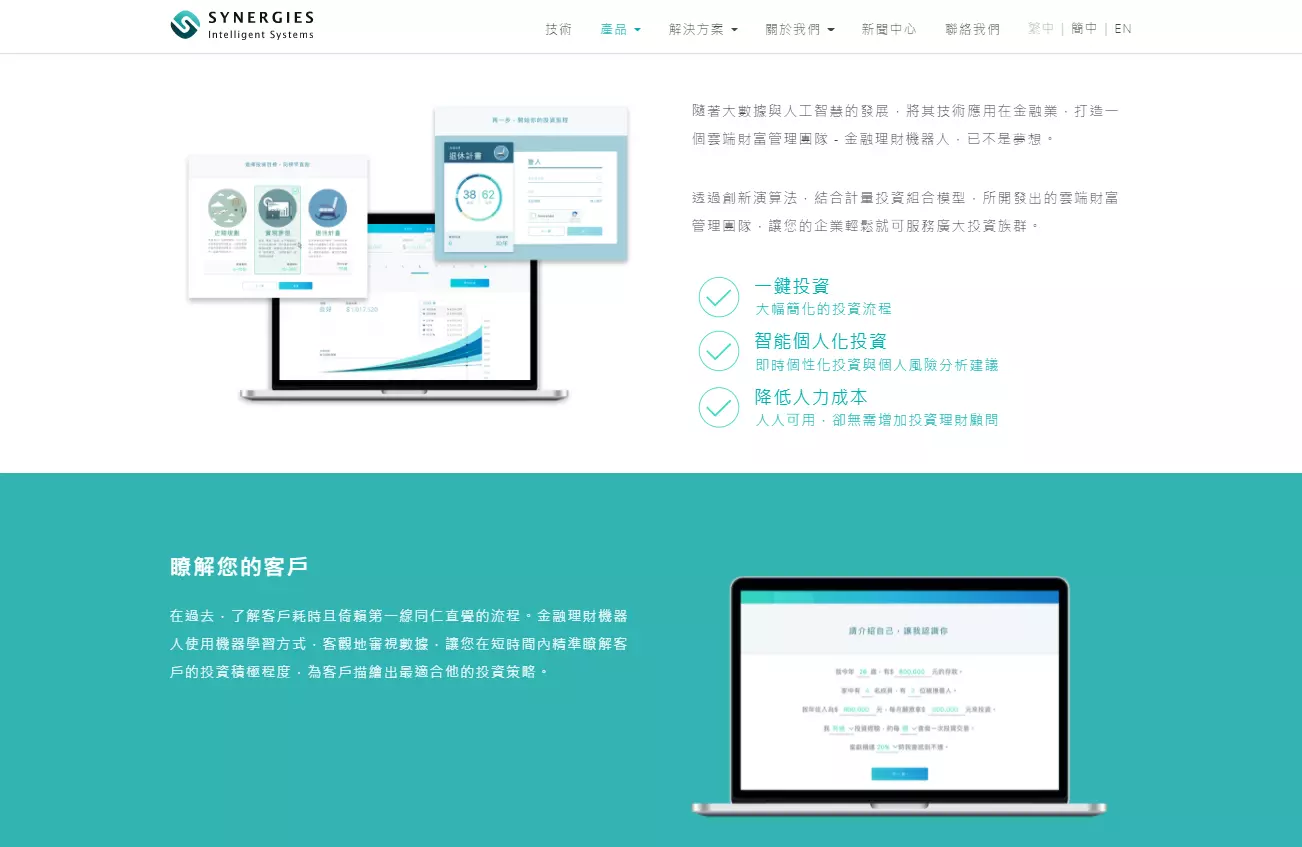 SYNERGIES
Intelligent Systems
技術 產品 解決方案 關於我們 新聞中心 聯絡我們 繁中 | 簡中 | EN
再一步,開始你的投資旅程
退休計畫
登入
38 62
近期規劃 實現夢想 退休計畫
隨著大數據與人工智慧的發展,將其技術應用在金融業,打造一
個雲端財富管理團隊 - 金融理財機器人,已不是夢想。
透過創新演算法,結合計量投資組合模型,所開發出的雲端財富
管理團隊,讓您的企業輕鬆就可服務廣大投資族群。
一鍵投資
大幅簡化的投資流程
智能個人化投資
即時個性化投資與個人風險分析建議
降低人力成本
人人可用,卻無需增加投資理財顧問
瞭解您的客戶
在過去,了解客戶耗時且倚賴第一線同仁直覺的流程。金融理財機器
人使用機器學習方式,客觀地審視數據,讓您在短時間內精準瞭解客
戶的投資積極程度,為客戶描繪出最適合他的投資策略。
請介紹自己,讓我認識你